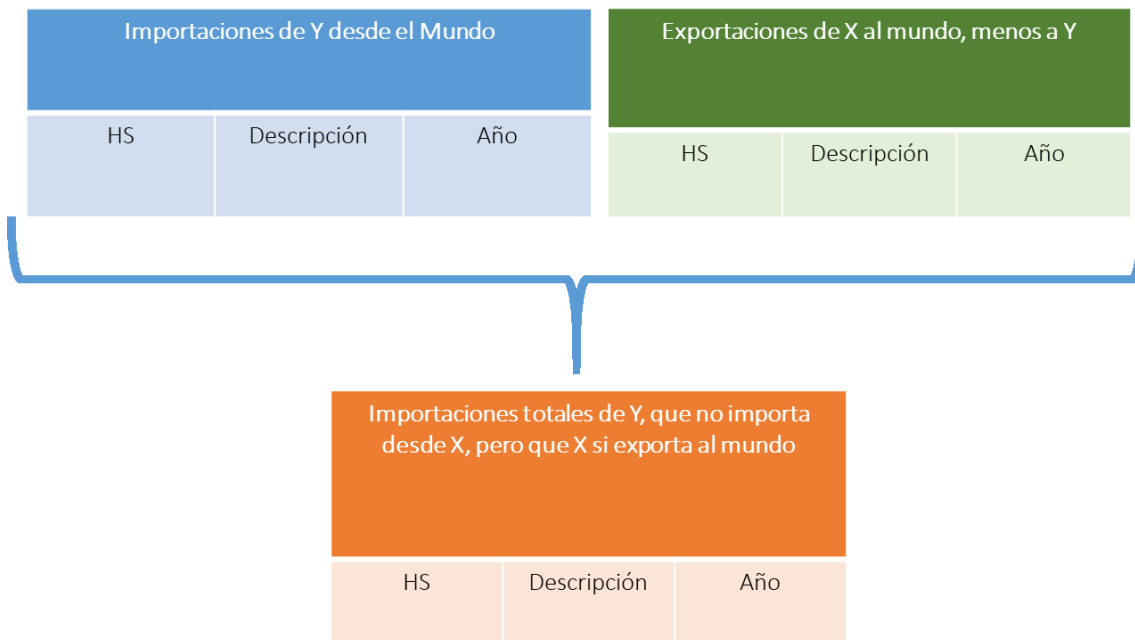 Importaciones de Y desde el Mundo
HS Descripción Año
Exportaciones de X al mundo, menos a Y
HS Descripción Año
Importaciones totales de Y, que no importa
desde X, pero que X si exporta al mundo
HS Descripción Año